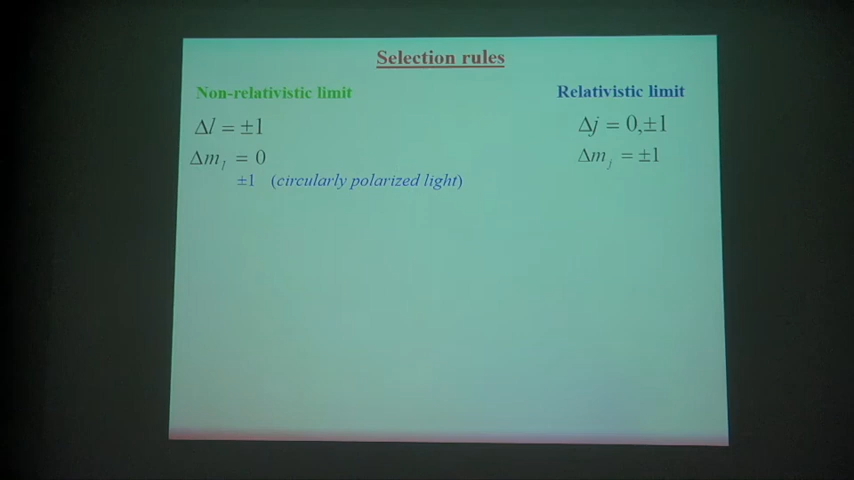 Selection rules
Non-relativistic limit
Δl = ±1
Δm_l = 0
±1 (circularly polarized light)
Relativistic limit
Δj = 0,±1
Δm_j = ±1